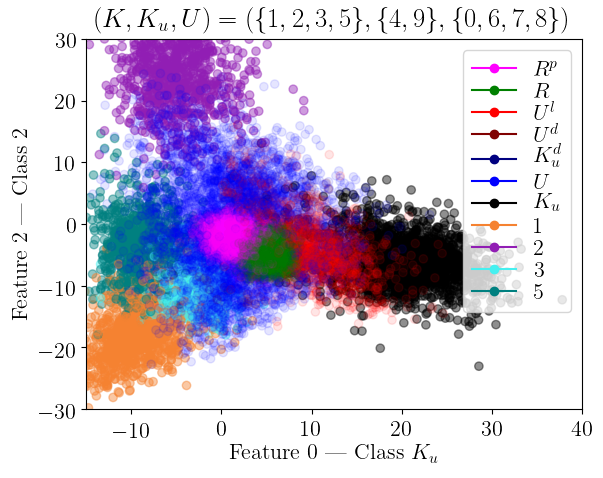 (K, K_u, U) = ({1, 2, 3, 5}, {4, 9}, {0, 6, 7, 8})
30
20
10
0
−10
−20
−30
Feature 2 — Class 2
R^p
R
U^l
U^d
K_u^d
U
K_u
1
2
3
5
−10
0
10
20
30
40
Feature 0 — Class K_u